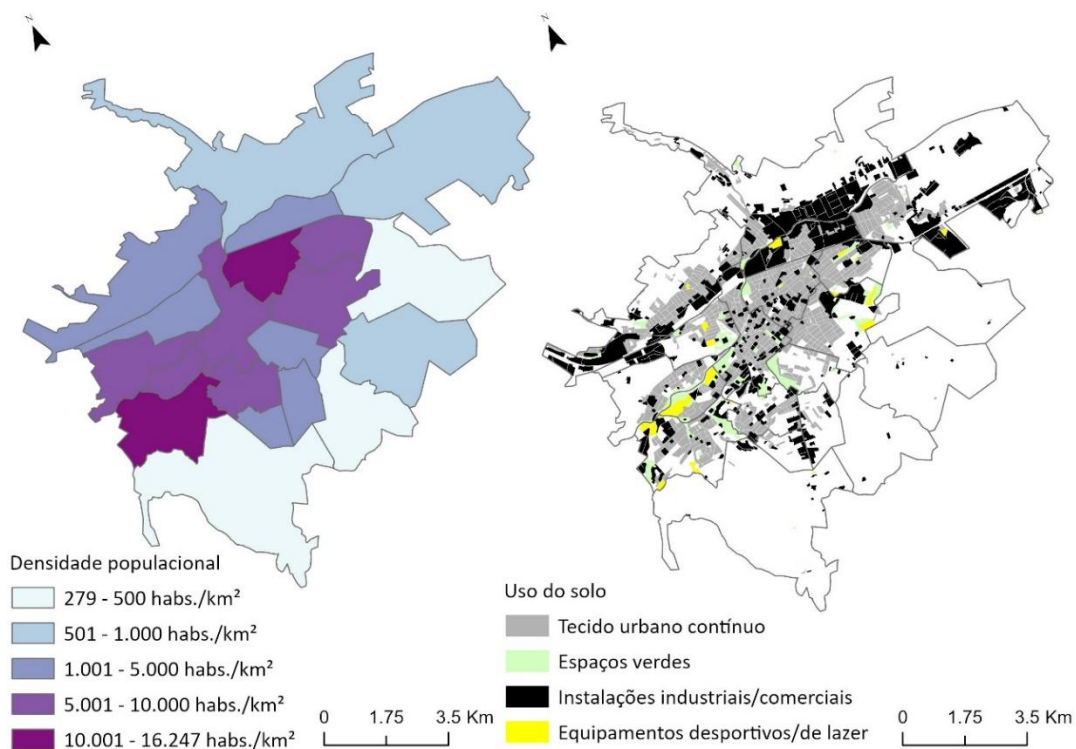 N
N
Densidade populacional
279 - 500 habs./km²
501 - 1.000 habs./km²
1.001 - 5.000 habs./km²
5.001 - 10.000 habs./km²
10.001 - 16.247 habs./km²
0 1.75 3.5 Km
Uso do solo
Tecido urbano contínuo
Espaços verdes
Instalações industriais/comerciais
Equipamentos desportivos/de lazer
0 1.75 3.5 Km